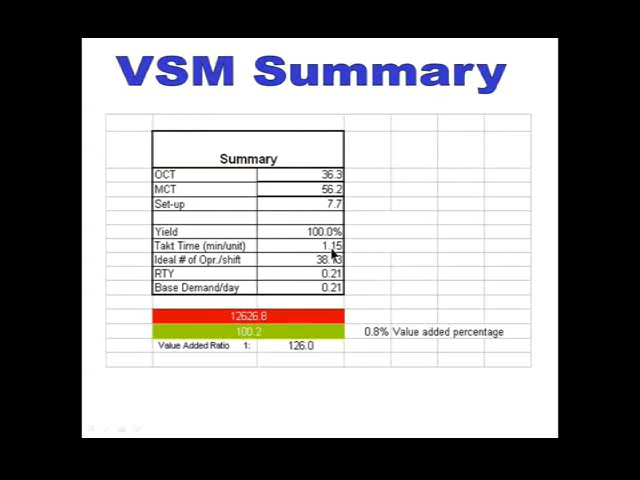 VSM Summary
Summary
OCT 36.3
MCT 56.2
Set-up 7.7
Yield 100.0%
Takt Time (min/unit) 1.15
Ideal # of Opr./shift
RTY 0.21
Base Demand/day 0.21
12626.8
100.2 0.8% Value added percentage
Value Added Ratio 1: 126.0